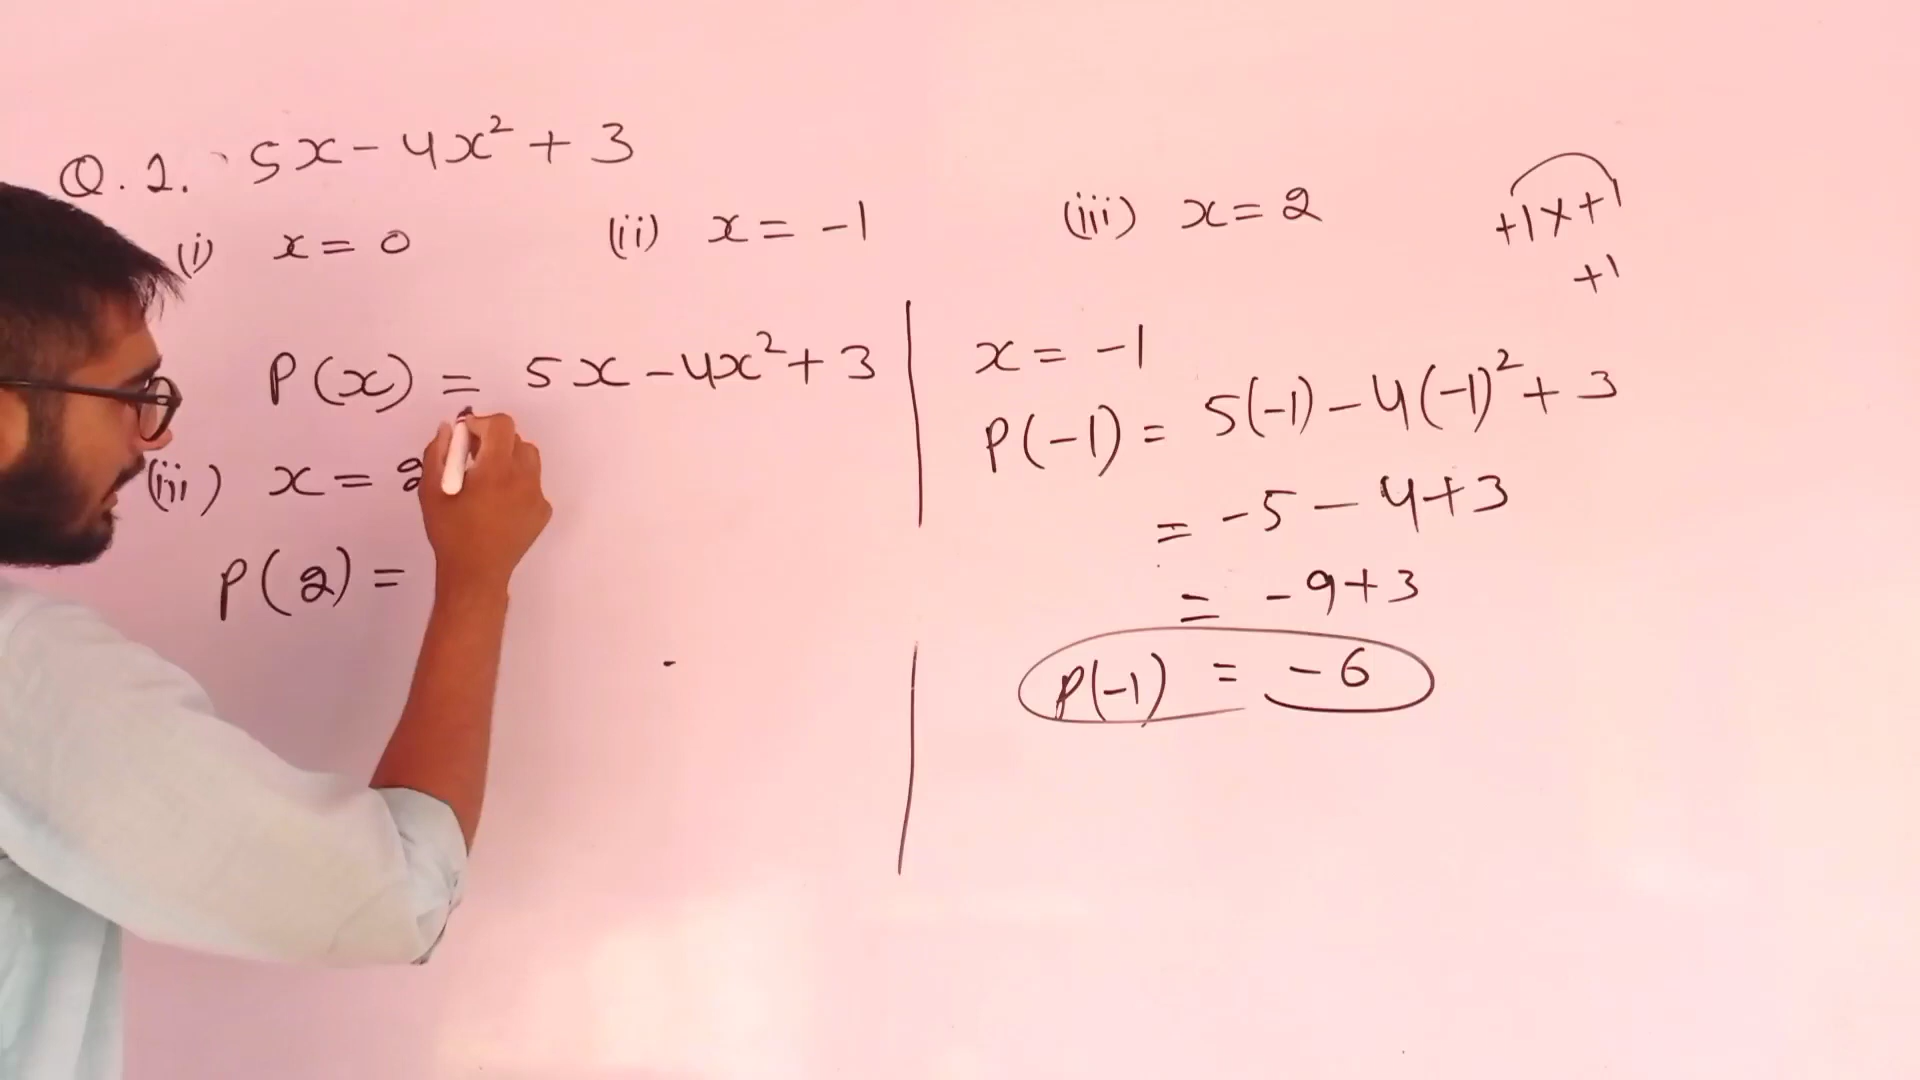 Q.1. 5x - 4x² + 3
(i) x = 0 (ii) x = -1 (iii) x = 2
P(x) = 5x - 4x² + 3
(iii) x = 2
P(2) =
x = -1
P(-1) = 5(-1) - 4(-1)² + 3
= -5 - 4 + 3
= -9 + 3
P(-1) = -6
+1 x +1
+1